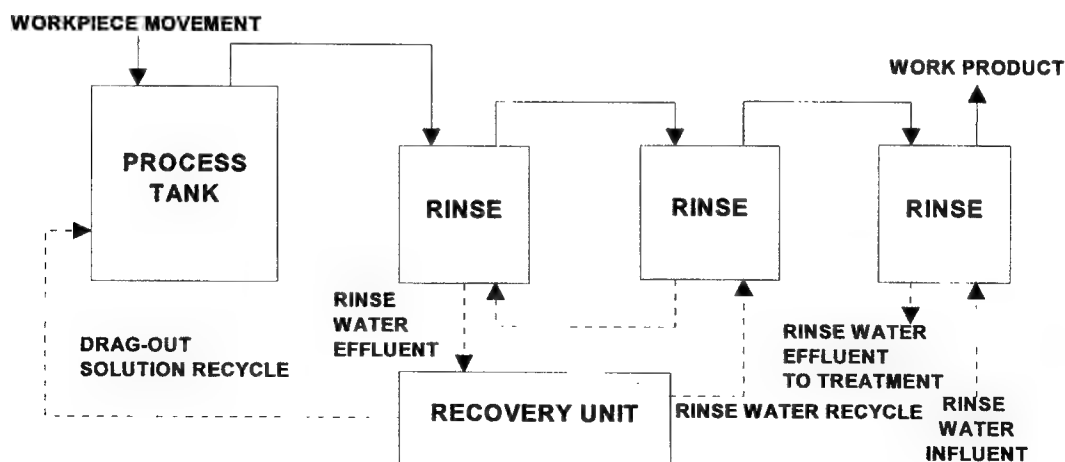 WORKPIECE MOVEMENT
WORK PRODUCT
PROCESS
TANK
RINSE
RINSE
RINSE
RINSE
WATER
EFFLUENT
RINSE WATER
EFFLUENT
TO TREATMENT
DRAG-OUT
SOLUTION RECYCLE
RECOVERY UNIT
RINSE WATER RECYCLE
RINSE
WATER
INFLUENT